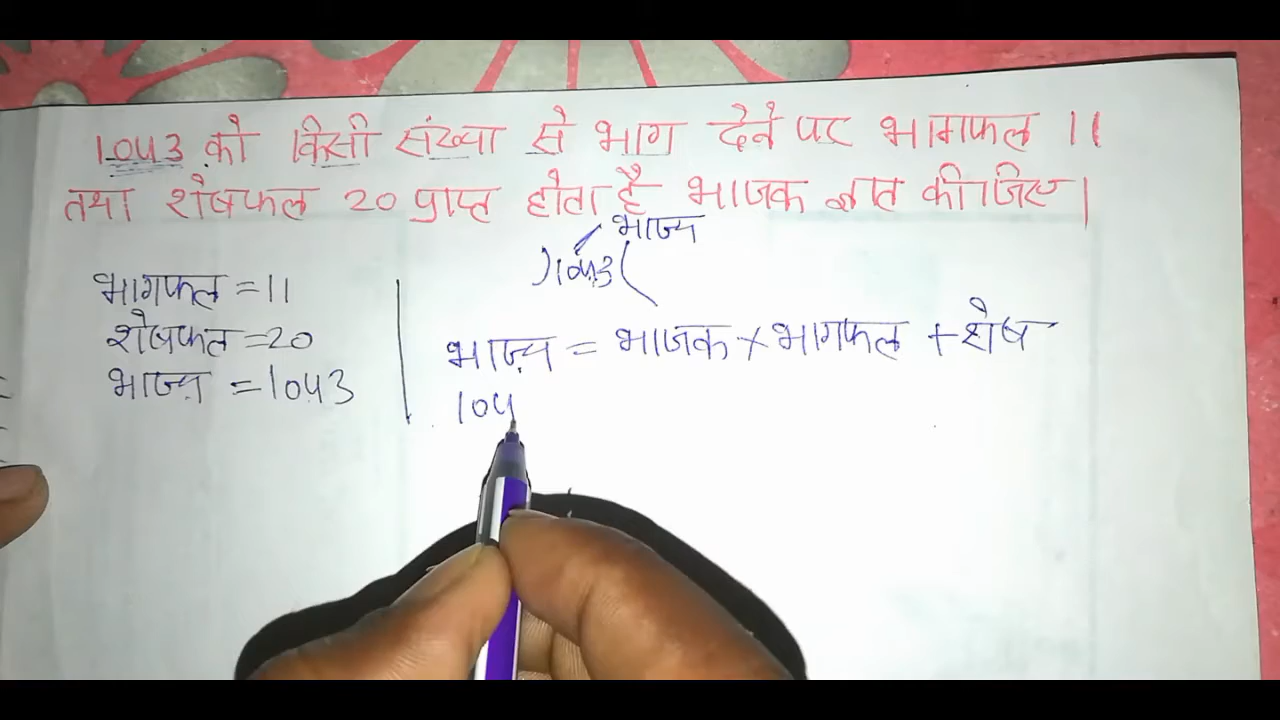 1043 को किसी संख्या से भाग देने पर भागफल 11
तथा शेषफल 20 प्राप्त होता है भाजक ज्ञात कीजिए।
भाज्य
)1043(
भागफल = 11
शेषफल = 20
भाज्य = 1043
भाज्य = भाजक × भागफल + शेष
104